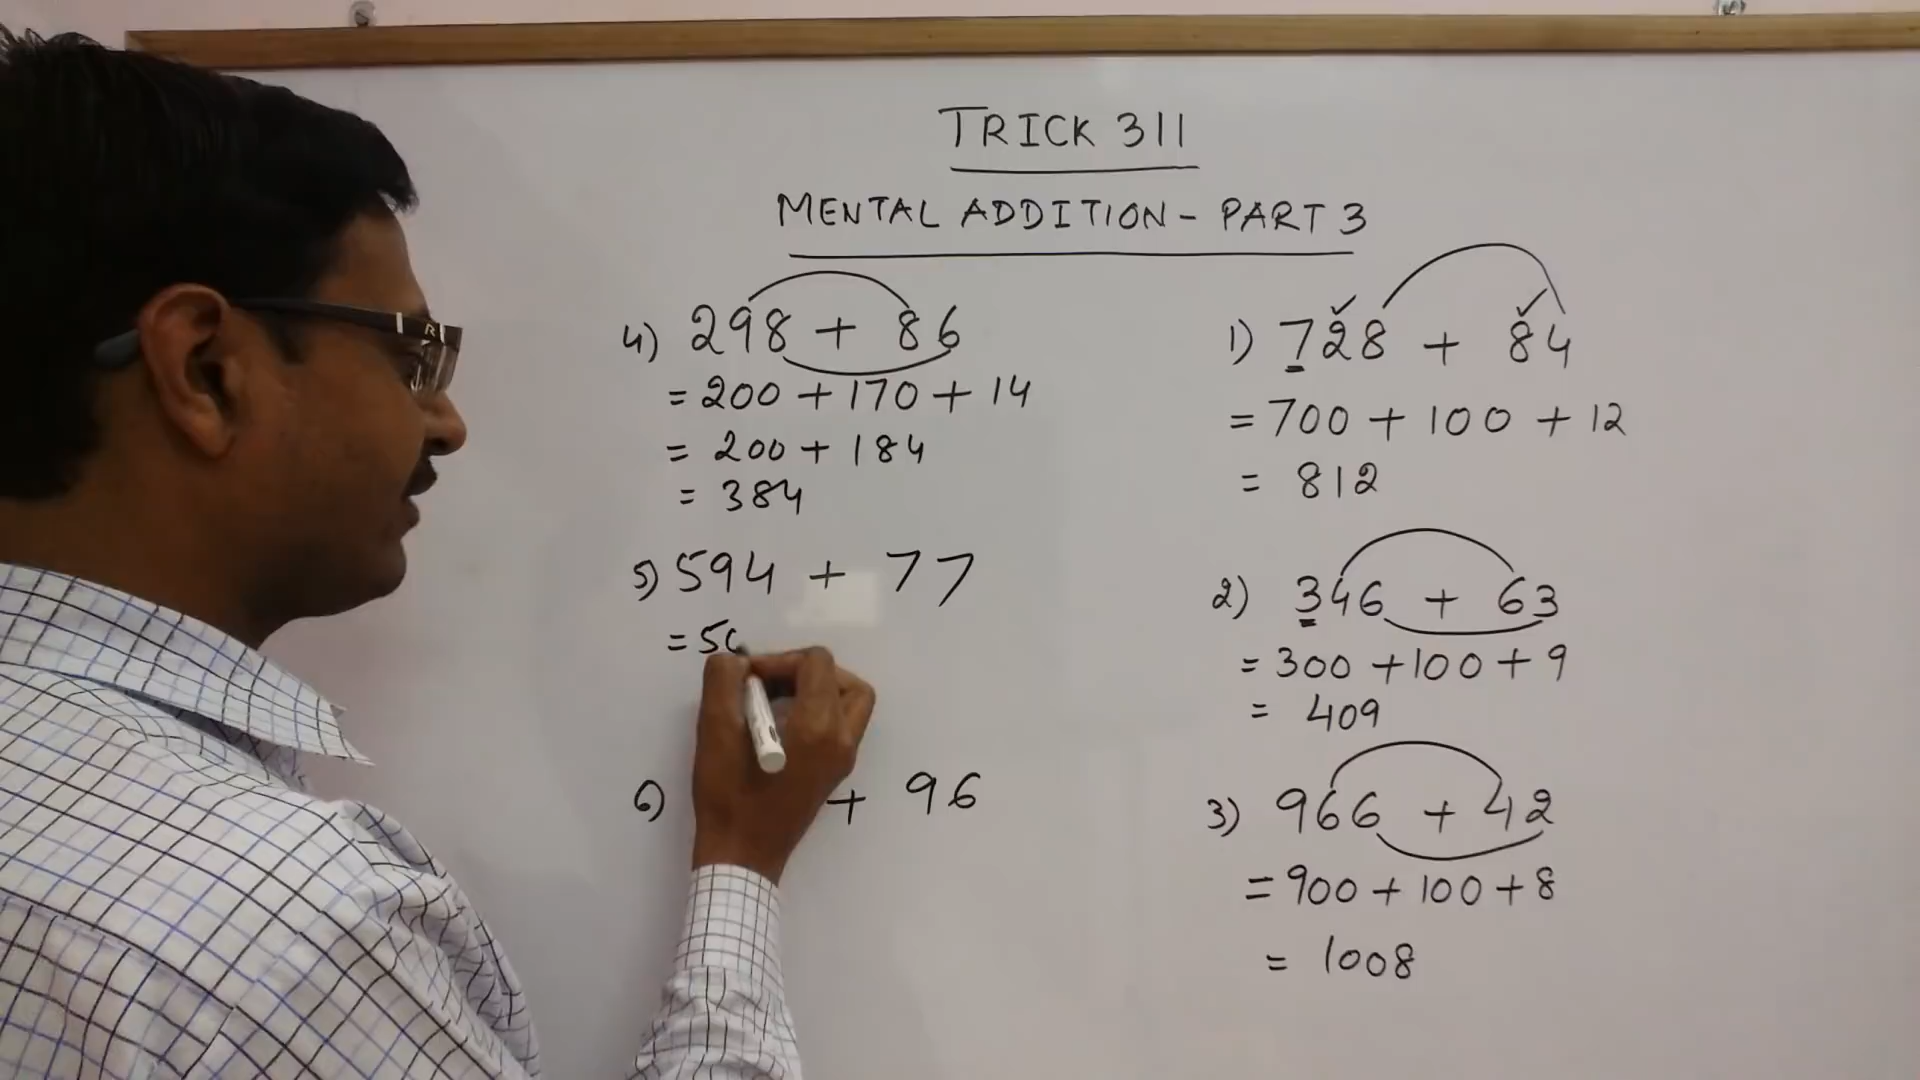 TRICK 311
MENTAL ADDITION - PART 3
4) 298 + 86
= 200 + 170 + 14
= 200 + 184
= 384
5) 594 + 77
= 50
6) + 96
1) 728 + 84
= 700 + 100 + 12
= 812
2) 346 + 63
= 300 + 100 + 9
= 409
3) 966 + 42
= 900 + 100 + 8
= 1008